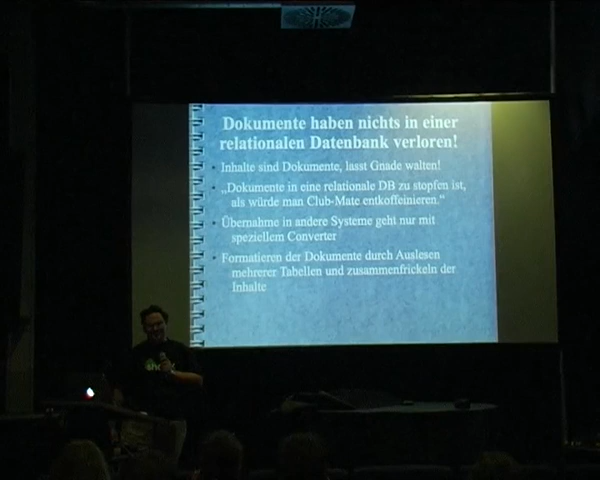 Dokumente haben nichts in einer
relationalen Datenbank verloren!
• Inhalte sind Dokumente, lasst Gnade walten!
• „Dokumente in eine relationale DB zu stopfen ist,
als würde man Club-Mate entkoffeinieren.“
• Übernahme in andere Systeme geht nur mit
speziellem Converter
• Formatieren der Dokumente durch Auslesen
mehrerer Tabellen und zusammenfrickeln der
Inhalte